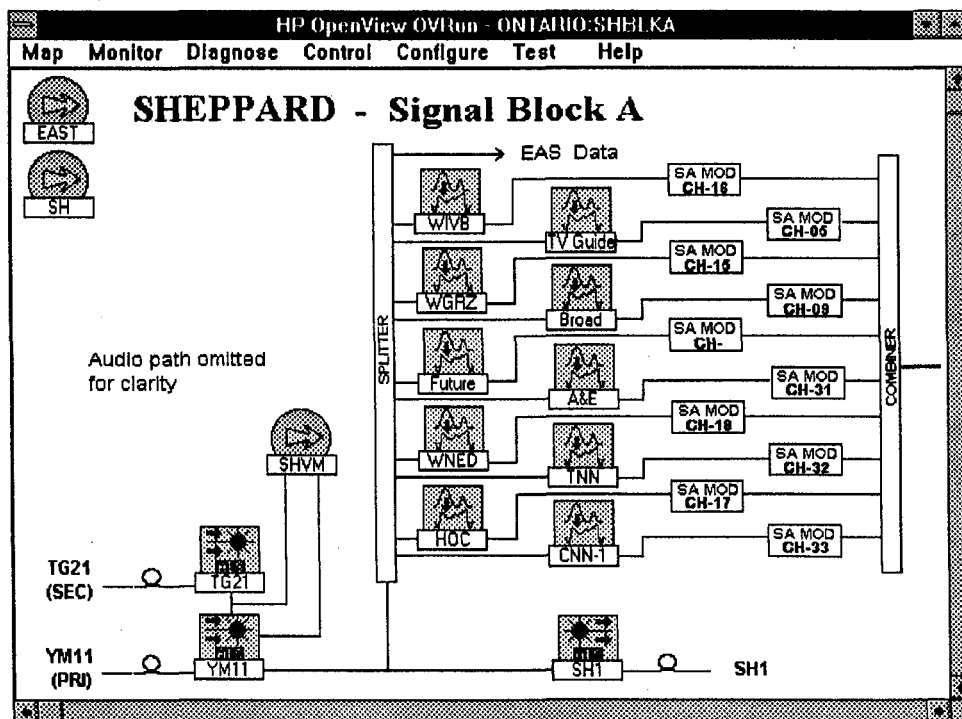 HP OpenView OVRun - ONTARIO:SHBLKA
Map Monitor Diagnose Control Configure Test Help
EAST
SH
SHEPPARD - Signal Block A
EAS Data
SPLITTER
COMBINER
WIVB
SA MOD
CH-16
TV Guide
SA MOD
CH-05
WGRZ
SA MOD
CH-15
Broad
SA MOD
CH-09
Future
SA MOD
CH-
A&E
SA MOD
CH-31
WNED
SA MOD
CH-18
TNN
SA MOD
CH-32
HOC
SA MOD
CH-17
CNN-1
SA MOD
CH-33
Audio path omitted
for clarity
SHVM
TG21
(SEC)
TG21
YM11
(PRI)
YM11
SH1
SH1